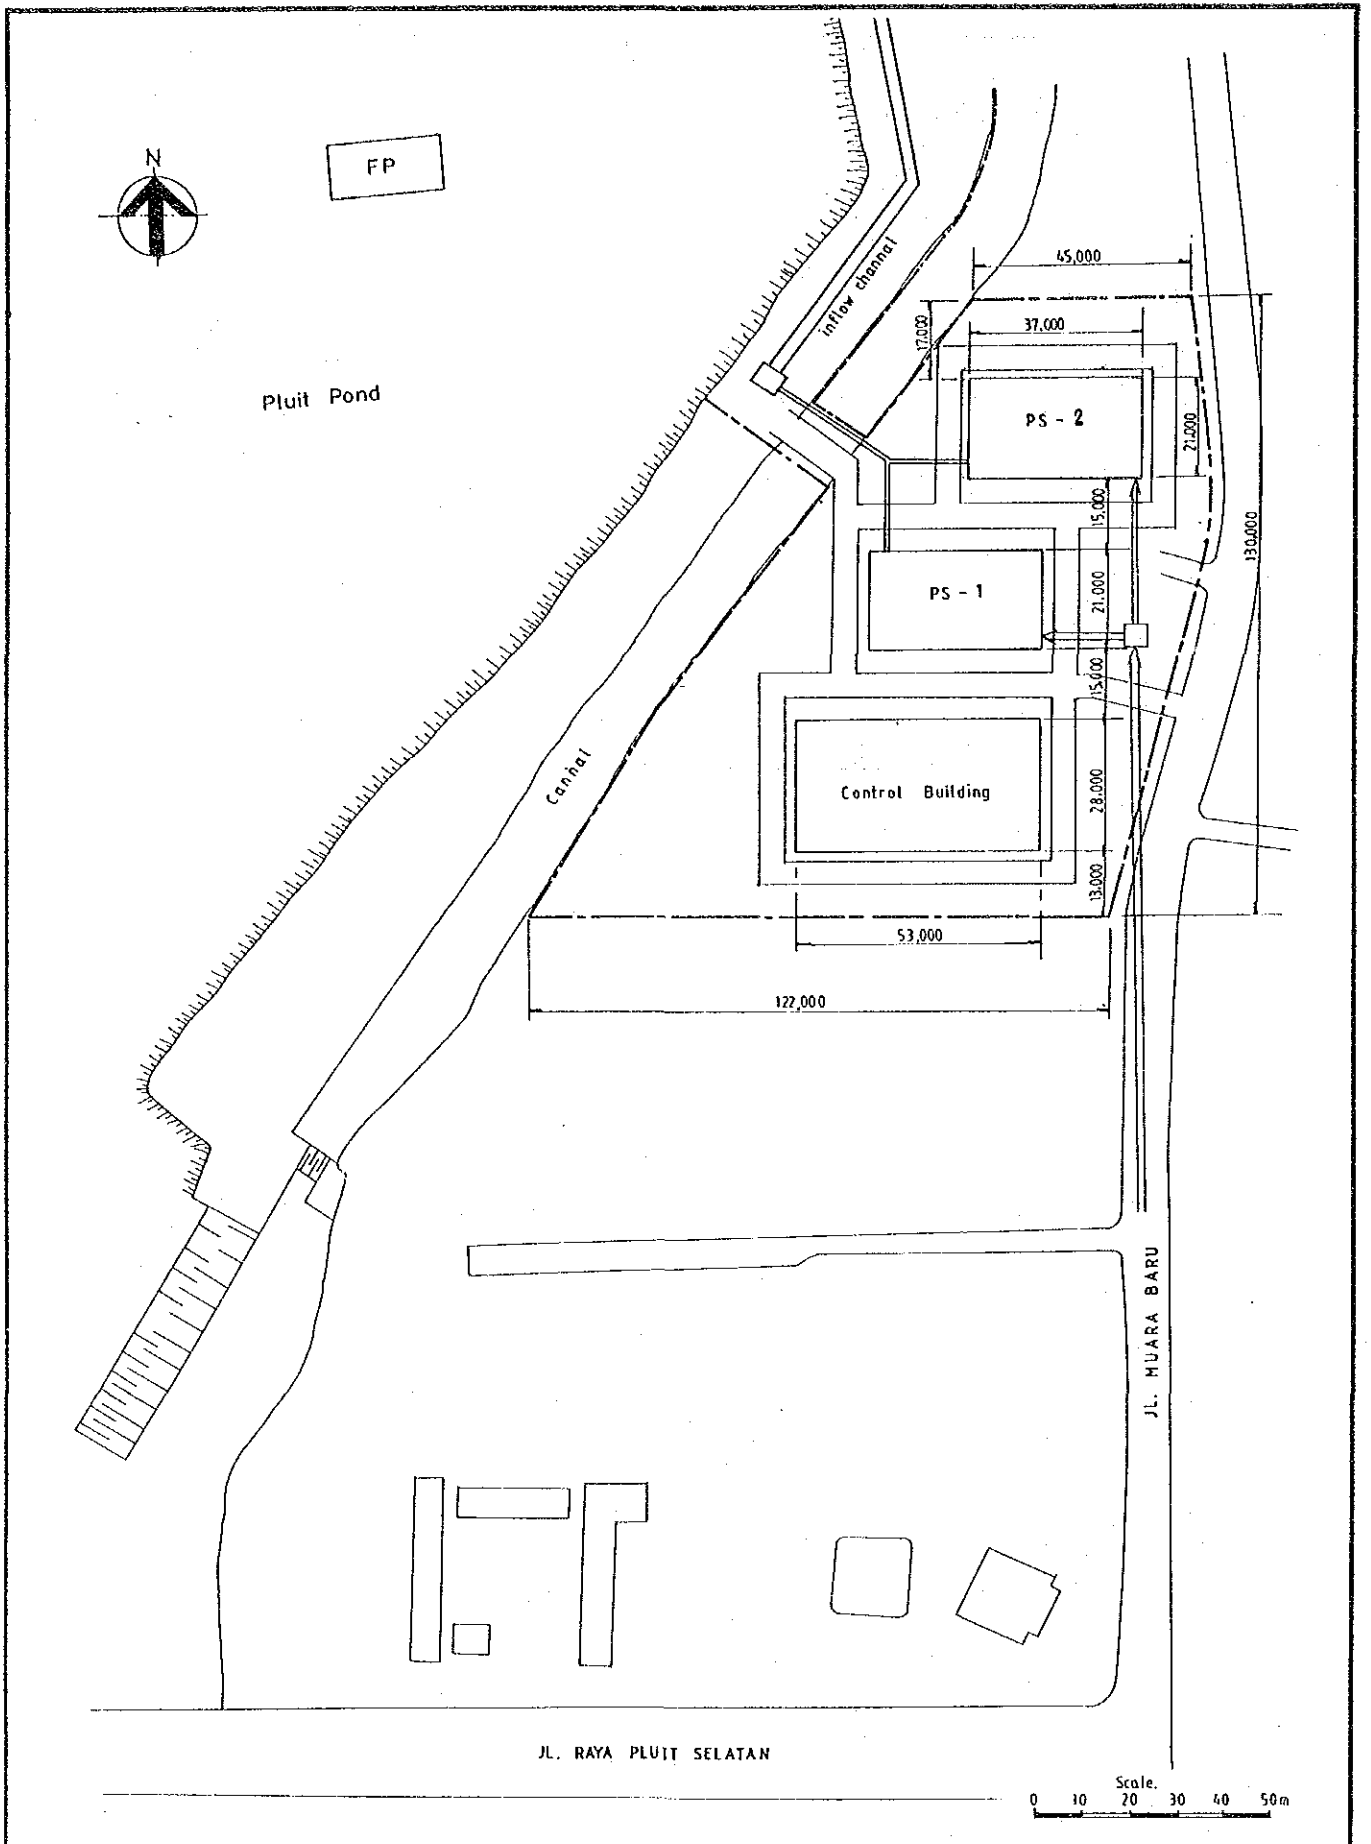 N
FP
inflow channal
45,000
17.000
37,000
Pluit Pond
PS - 2
21.000
15.000
130.000
PS - 1
21.000
15.000
Canhal
Control Building
28.000
13.000
53,000
122,000
JL. MUARA BARU
JL. RAYA PLUIT SELATAN
Scale.
0 10 20 30 40 50m